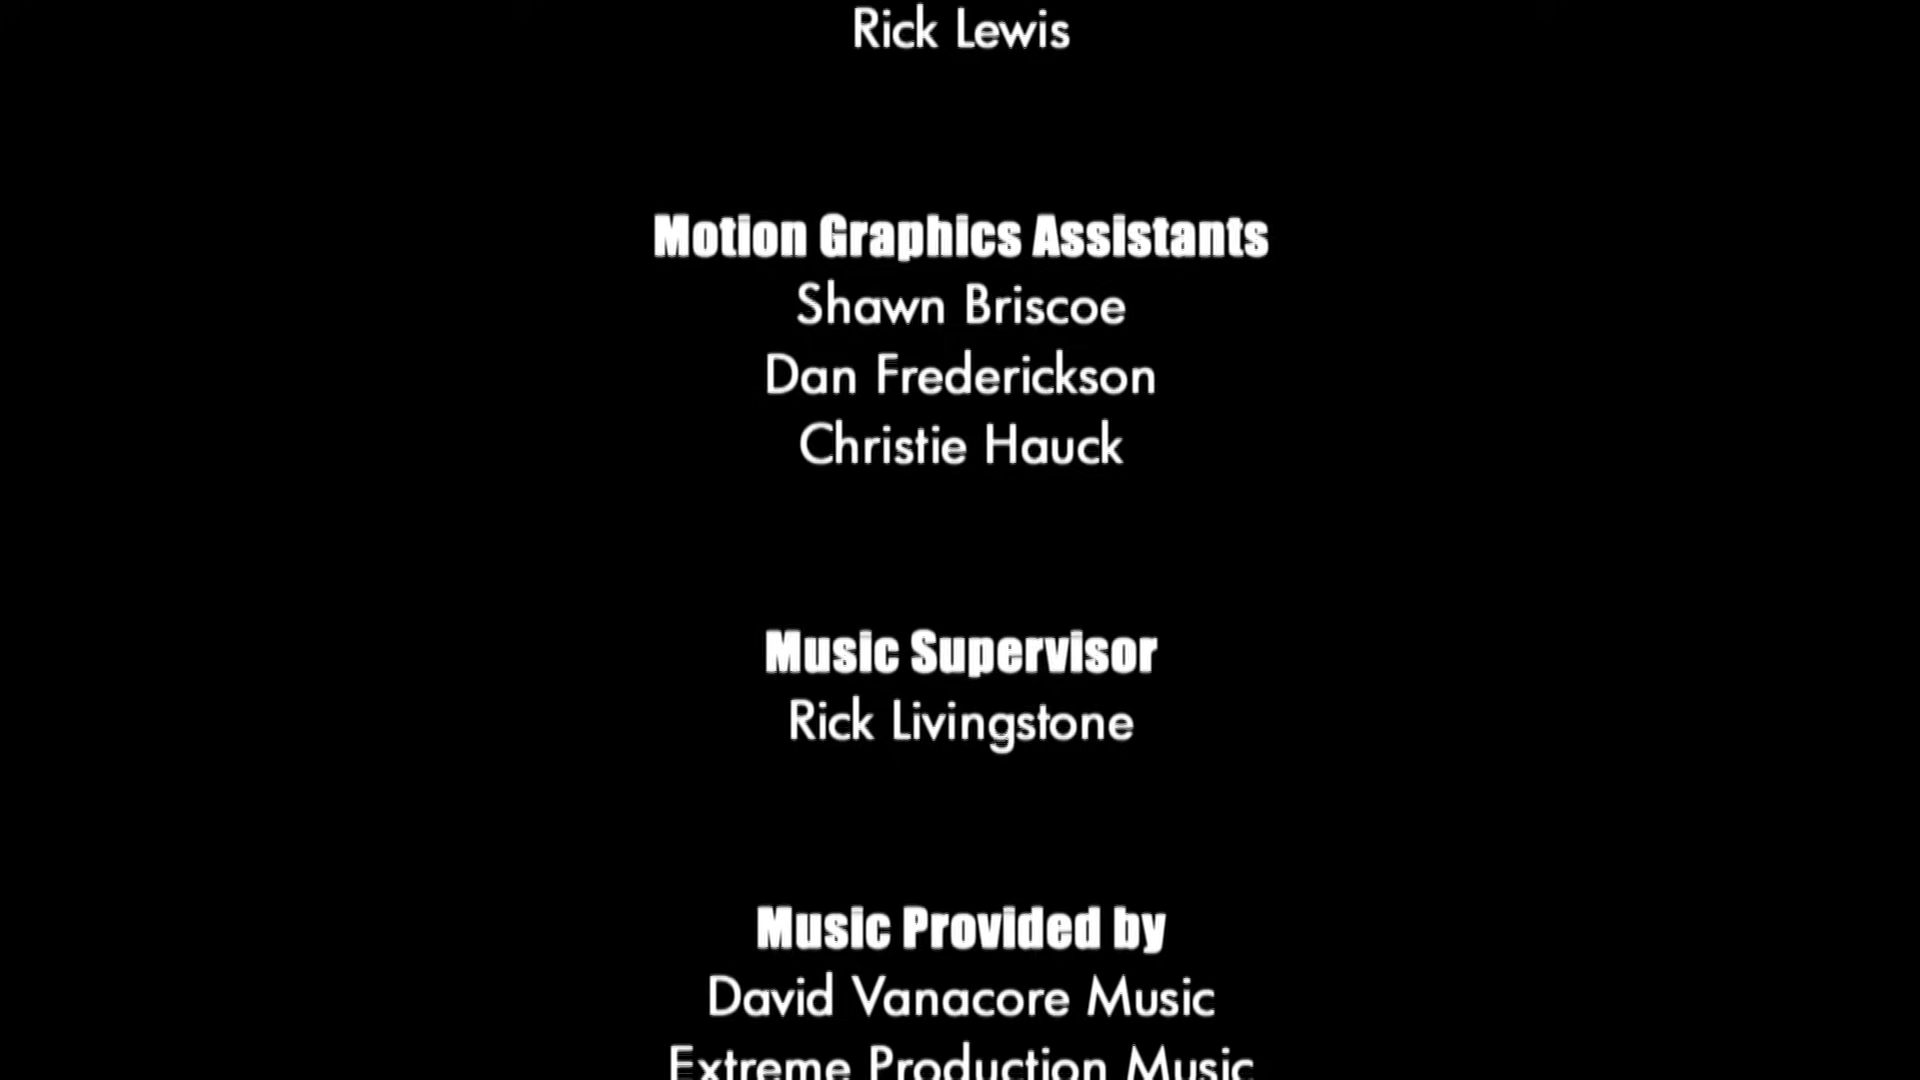 Rick Lewis
Motion Graphics Assistants
Shawn Briscoe
Dan Frederickson
Christie Hauck
Music Supervisor
Rick Livingstone
Music Provided by
David Vanacore Music
Extreme Production Music